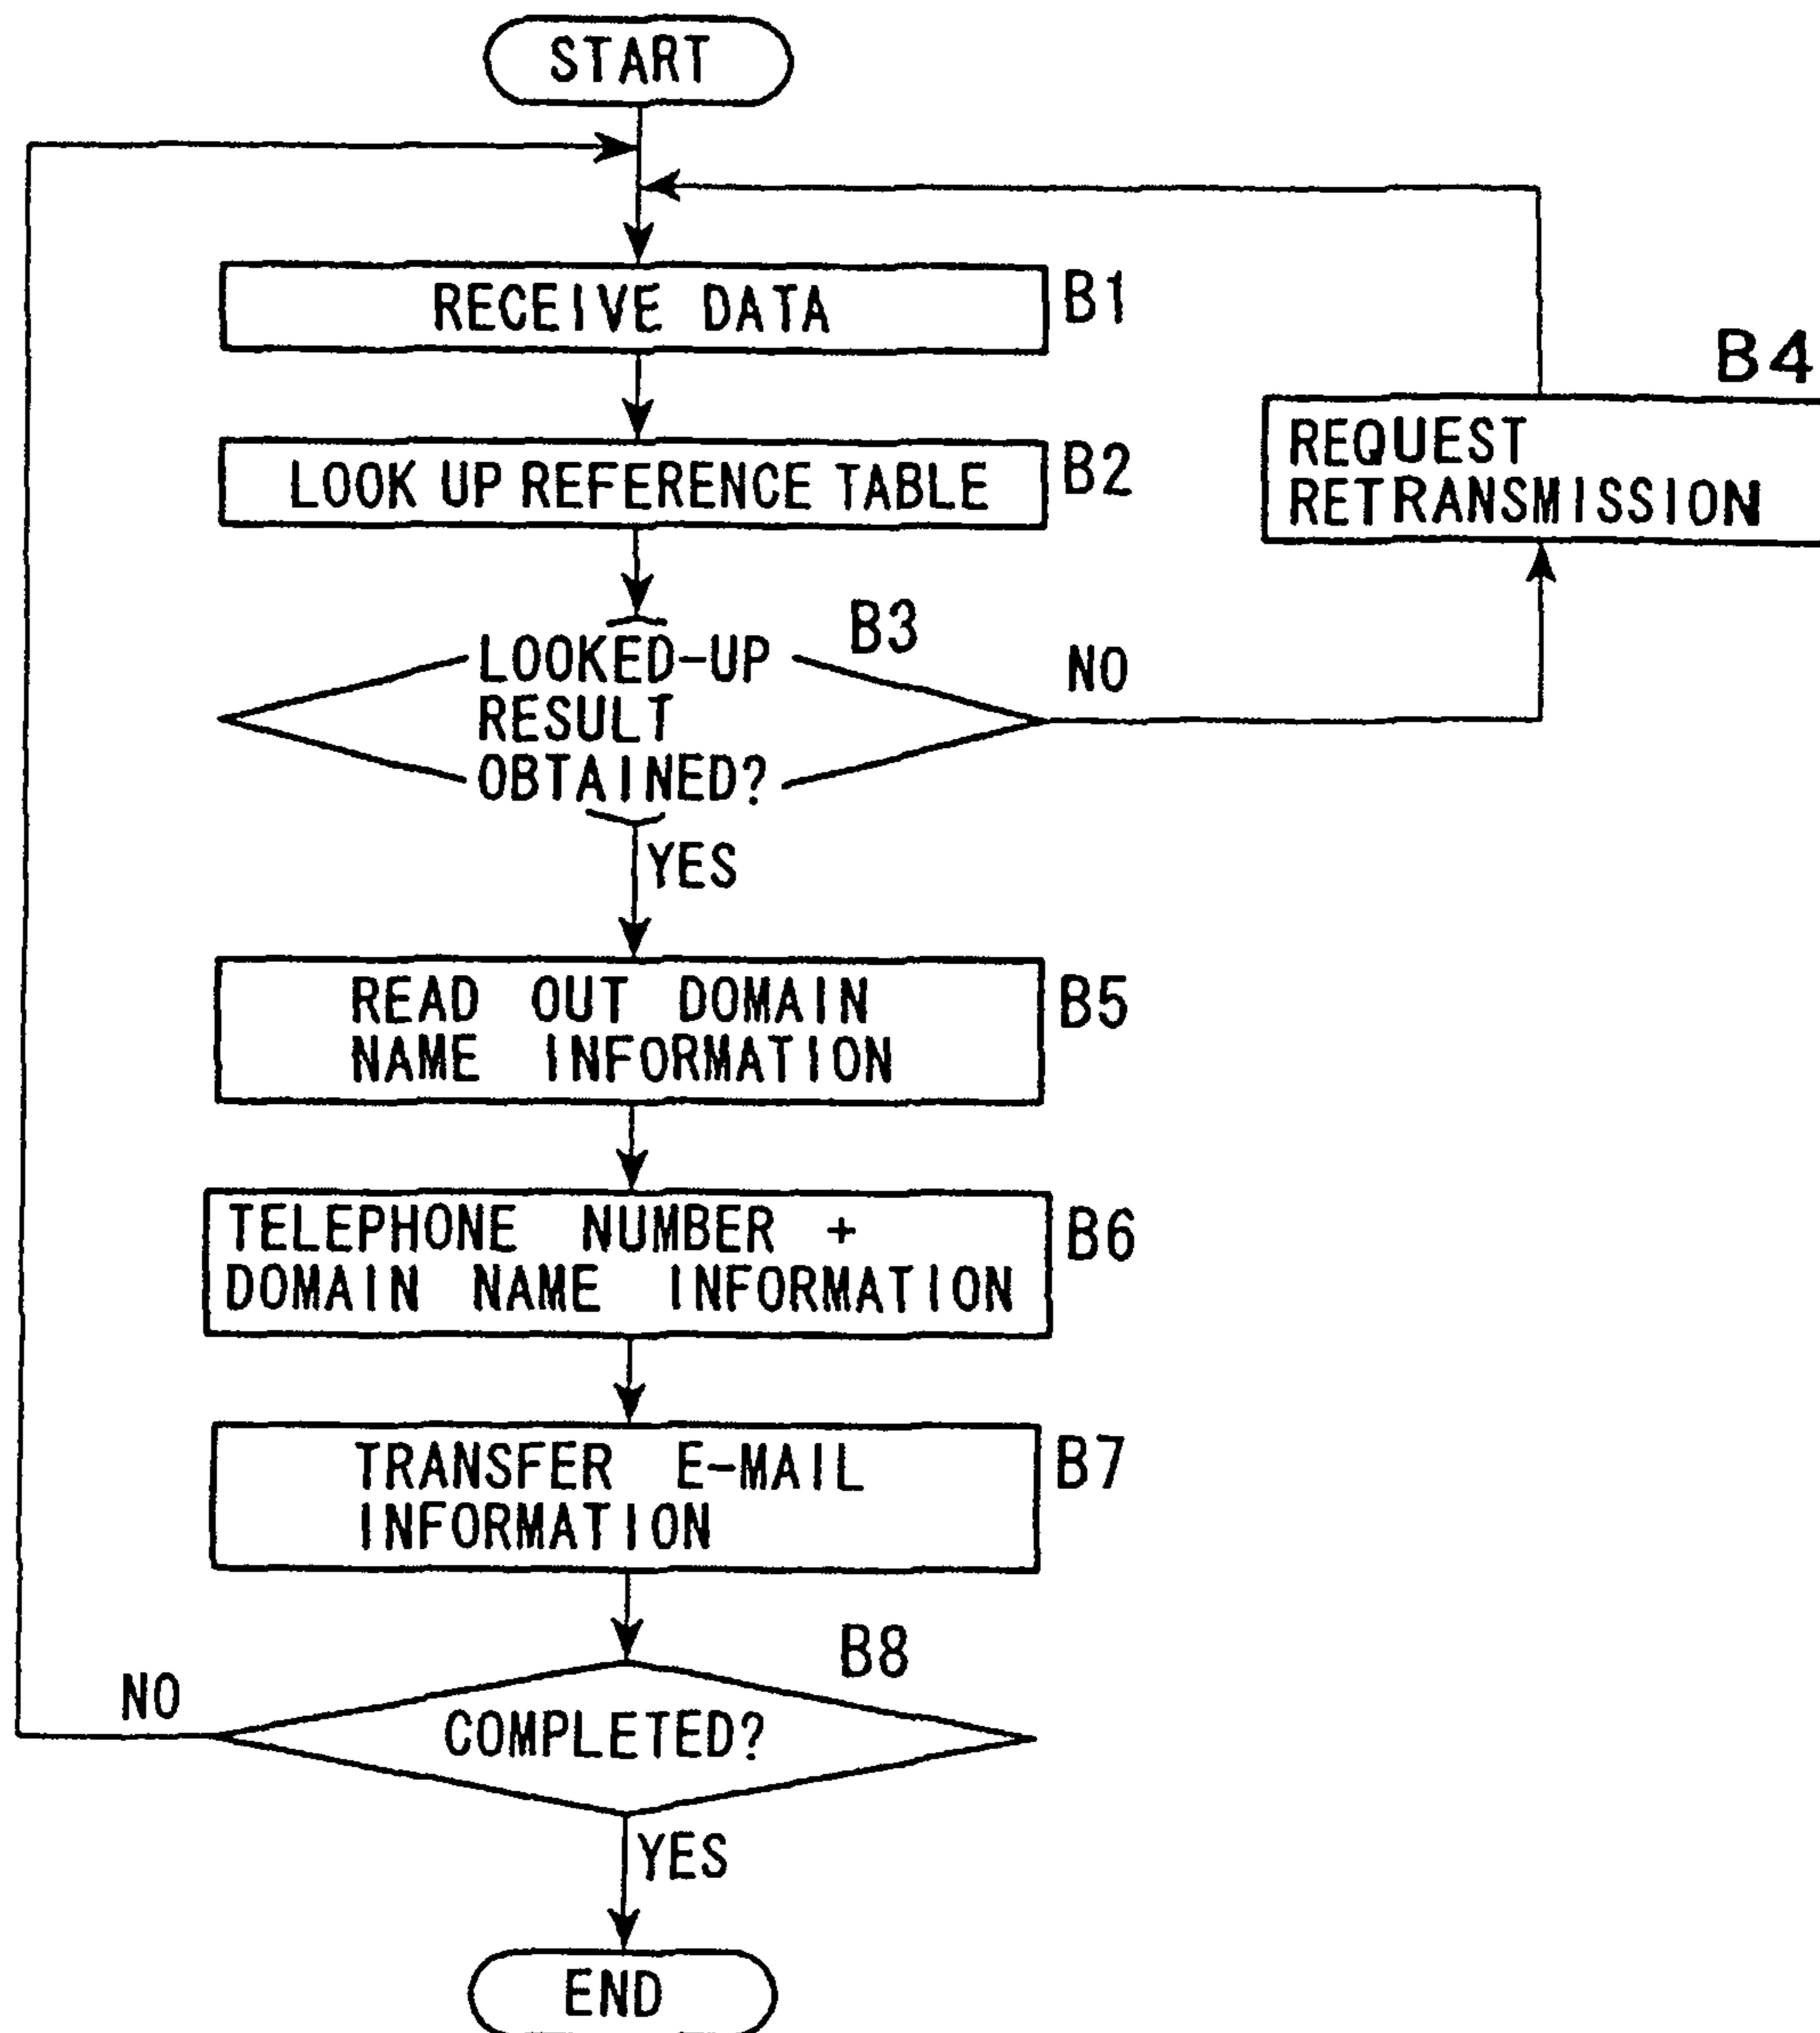 START
RECEIVE DATA
B1
LOOK UP REFERENCE TABLE
B2
B4
REQUEST
RETRANSMISSION
B3
LOOKED-UP
RESULT
OBTAINED?
NO
YES
READ OUT DOMAIN
NAME INFORMATION
B5
TELEPHONE NUMBER +
DOMAIN NAME INFORMATION
B6
TRANSFER E-MAIL
INFORMATION
B7
B8
NO
COMPLETED?
YES
END